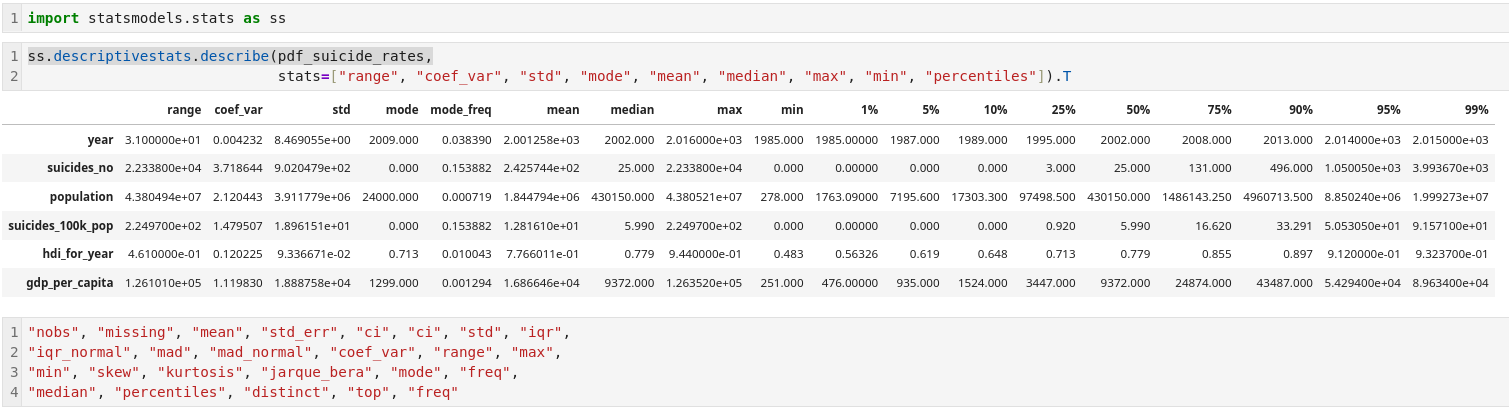 1 import statsmodels.stats as ss
1 ss.descriptivestats.describe(pdf_suicide_rates,
2 stats=["range", "coef_var", "std", "mode", "mean", "median", "max", "min", "percentiles"]).T
range coef_var std mode mode_freq mean median max min 1% 5% 10% 25% 50% 75% 90% 95% 99%
year 3.100000e+01 0.004232 8.469055e+00 2009.000 0.038390 2.001258e+03 2002.000 2.016000e+03 1985.000 1985.00000 1987.000 1989.000 1995.000 2002.000 2008.000 2013.000 2.014000e+03 2.015000e+03
suicides_no 2.233800e+04 3.718644 9.020479e+02 0.000 0.153882 2.425744e+02 25.000 2.233800e+04 0.000 0.00000 0.000 0.000 3.000 25.000 131.000 496.000 1.050050e+03 3.993670e+03
population 4.380494e+07 2.120443 3.911779e+06 24000.000 0.000719 1.844794e+06 430150.000 4.380521e+07 278.000 1763.09000 7195.600 17303.300 97498.500 430150.000 1486143.250 4960713.500 8.850240e+06 1.999273e+07
suicides_100k_pop 2.249700e+02 1.479507 1.896151e+01 0.000 0.153882 1.281610e+01 5.990 2.249700e+02 0.000 0.00000 0.000 0.000 0.920 5.990 16.620 33.291 5.053050e+01 9.157100e+01
hdi_for_year 4.610000e-01 0.120225 9.336671e-02 0.713 0.010043 7.766011e-01 0.779 9.440000e-01 0.483 0.56326 0.619 0.648 0.713 0.779 0.855 0.897 9.120000e-01 9.323700e-01
gdp_per_capita 1.261010e+05 1.119830 1.888758e+04 1299.000 0.001294 1.686646e+04 9372.000 1.263520e+05 251.000 476.00000 935.000 1524.000 3447.000 9372.000 24874.000 43487.000 5.429400e+04 8.963400e+04
1 "nobs", "missing", "mean", "std_err", "ci", "ci", "std", "iqr",
2 "iqr_normal", "mad", "mad_normal", "coef_var", "range", "max",
3 "min", "skew", "kurtosis", "jarque_bera", "mode", "freq",
4 "median", "percentiles", "distinct", "top", "freq"